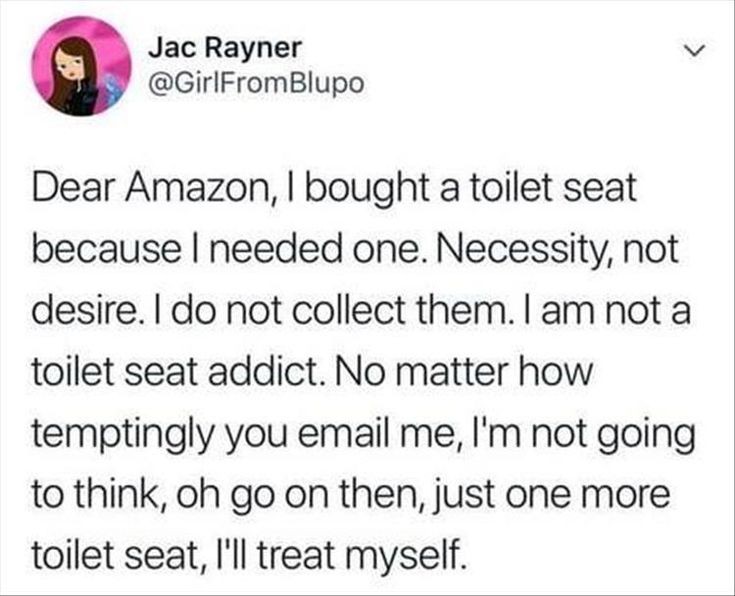 Jac Rayner
@GirlFromBlupo
Dear Amazon, I bought a toilet seat
because I needed one. Necessity, not
desire. I do not collect them. I am not a
toilet seat addict. No matter how
temptingly you email me, I'm not going
to think, oh go on then, just one more
toilet seat, I'll treat myself.